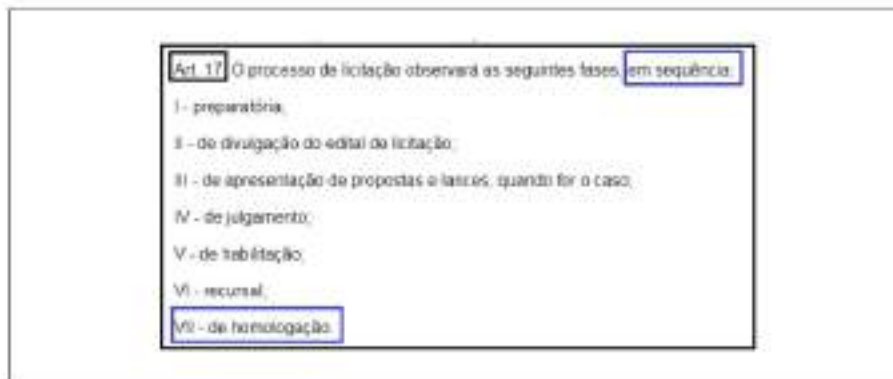 Art. 17 O processo de licitação observará as seguintes fases, em sequência:
I - preparatória;
II - de divulgação do edital de licitação;
III - de apresentação de propostas e lances, quando for o caso;
IV - de julgamento;
V - de habilitação;
VI - recursal;
VII - de homologação.